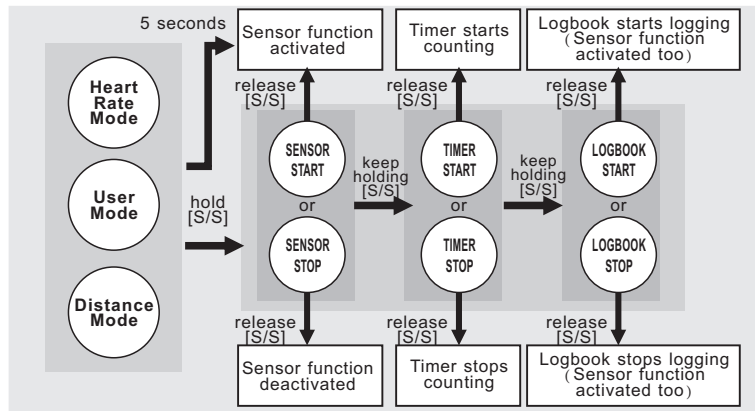 5 seconds
Sensor function
activated
Timer starts
counting
Logbook starts logging
(Sensor function
activated too)
Heart
Rate
Mode
User
Mode
Distance
Mode
hold
[S/S]
release
[S/S]
release
[S/S]
release
[S/S]
SENSOR
START
or
SENSOR
STOP
keep
holding
[S/S]
TIMER
START
or
TIMER
STOP
keep
holding
[S/S]
LOGBOOK
START
or
LOGBOOK
STOP
release
[S/S]
release
[S/S]
release
[S/S]
Sensor function
deactivated
Timer stops
counting
Logbook stops logging
(Sensor function
activated too)